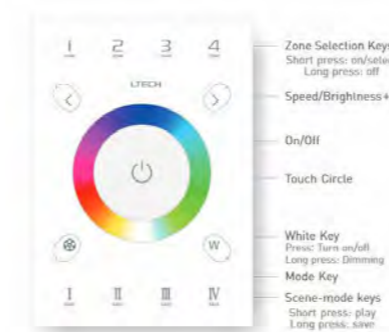 1 2 3 4
Zone Selection Keys
Short press: on/selec
Long press: off
LTECH
Speed/Brightness+
On/Off
Touch Circle
White Key
W
Press: Turn on/off
Long press: Dimming
Mode Key
I II III IV
Scene-mode keys
Short press: play
Long press: save